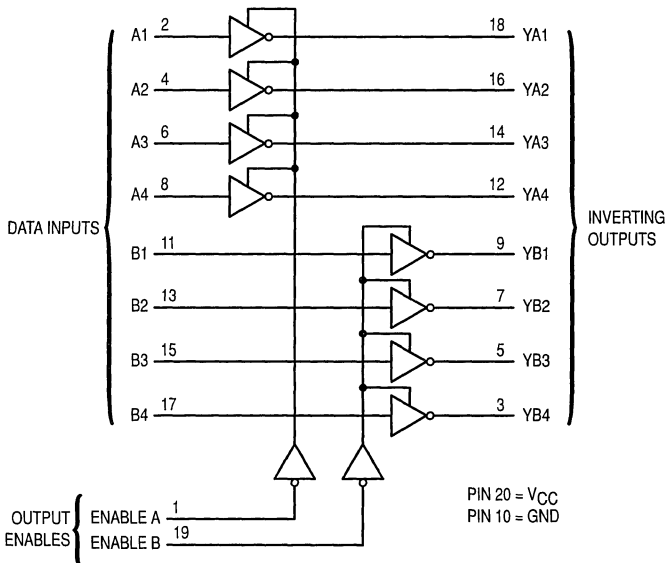 A1 2 18 YA1
A2 4 16 YA2
A3 6 14 YA3
A4 8 12 YA4
DATA INPUTS
INVERTING
OUTPUTS
B1 11 9 YB1
B2 13 7 YB2
B3 15 5 YB3
B4 17 3 YB4
OUTPUT
ENABLES
ENABLE A 1
ENABLE B 19
PIN 20 = VCC
PIN 10 = GND